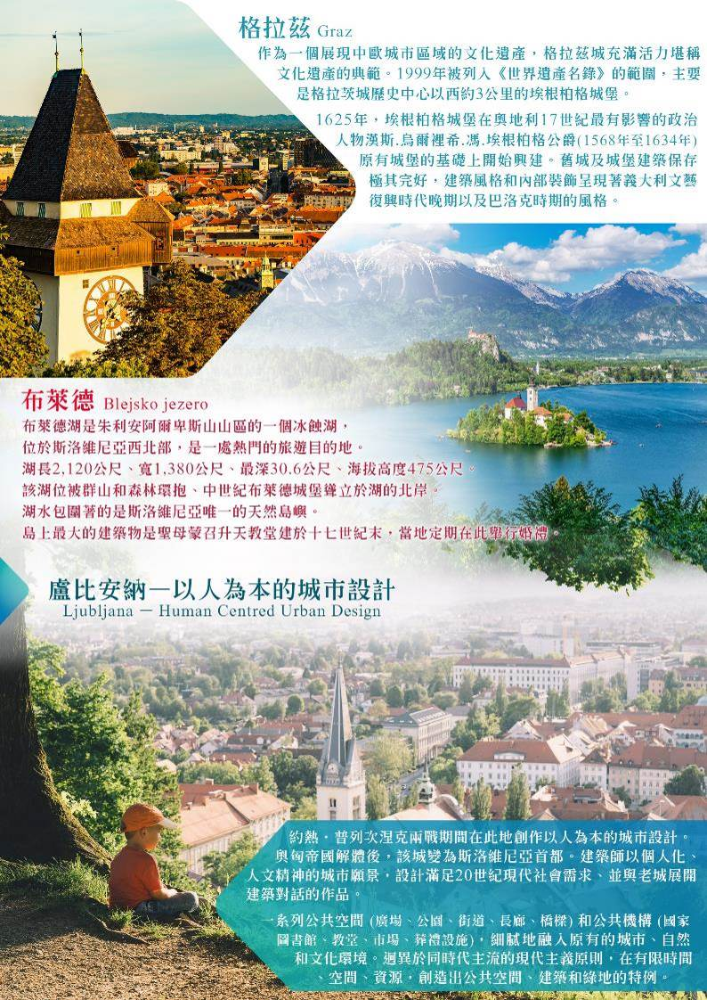 格拉茲 Graz
作為一個展現中歐城市區域的文化遺產，格拉茲城充滿活力堪稱
文化遺產的典範。1999年被列入《世界遺產名錄》的範圍，主要
是格拉茨城歷史中心以西約3公里的埃根柏格城堡。
1625年，埃根柏格城堡在奧地利17世紀最有影響的政治
人物漢斯.烏爾裡希.馮.埃根柏格公爵(1568年至1634年)
原有城堡的基礎上開始興建。舊城及城堡建築保存
極其完好，建築風格和內部裝飾呈現著義大利文藝
復興時代晚期以及巴洛克時期的風格。
布萊德 Blejsko jezero
布萊德湖是朱利安阿爾卑斯山山區的一個冰蝕湖，
位於斯洛維尼亞西北部，是一處熱門的旅遊目的地。
湖長2,120公尺、寬1,380公尺、最深30.6公尺、海拔高度475公尺。
該湖位被群山和森林環抱、中世紀布萊德城堡聳立於湖的北岸。
湖水包圍著的是斯洛維尼亞唯一的天然島嶼。
島上最大的建築物是聖母蒙召升天教堂建於十七世紀末，當地定期在此舉行婚禮。
盧比安納—以人為本的城市設計
Ljubljana — Human Centred Urban Design
約熱·普列次涅克兩戰期間在此地創作以人為本的城市設計。
奧匈帝國解體後，該城變為斯洛維尼亞首都。建築師以個人化、
人文精神的城市願景，設計滿足20世紀現代社會需求、並與老城展開
建築對話的作品。
一系列公共空間 (廣場、公園、街道、長廊、橋樑) 和公共機構 (國家
圖書館、教堂、市場、葬禮設施)，細膩地融入原有的城市、自然
和文化環境。迥異於同時代主流的現代主義原則，在有限時間
、空間、資源，創造出公共空間、建築和綠地的特例。